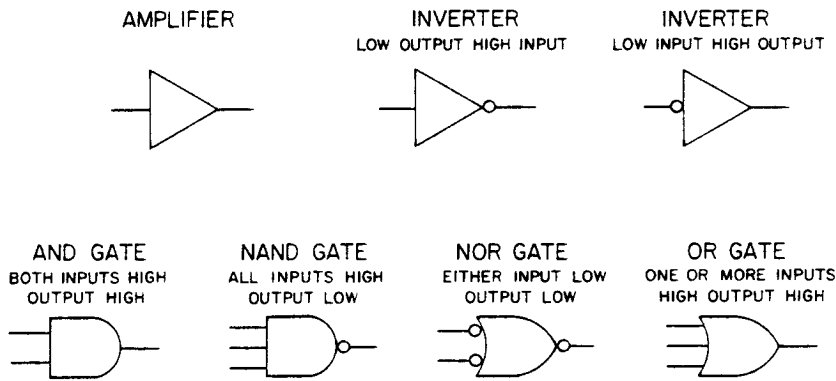 AMPLIFIER
INVERTER
LOW OUTPUT HIGH INPUT
INVERTER
LOW INPUT HIGH OUTPUT
AND GATE
BOTH INPUTS HIGH
OUTPUT HIGH
NAND GATE
ALL INPUTS HIGH
OUTPUT LOW
NOR GATE
EITHER INPUT LOW
OUTPUT LOW
OR GATE
ONE OR MORE INPUTS
HIGH OUTPUT HIGH